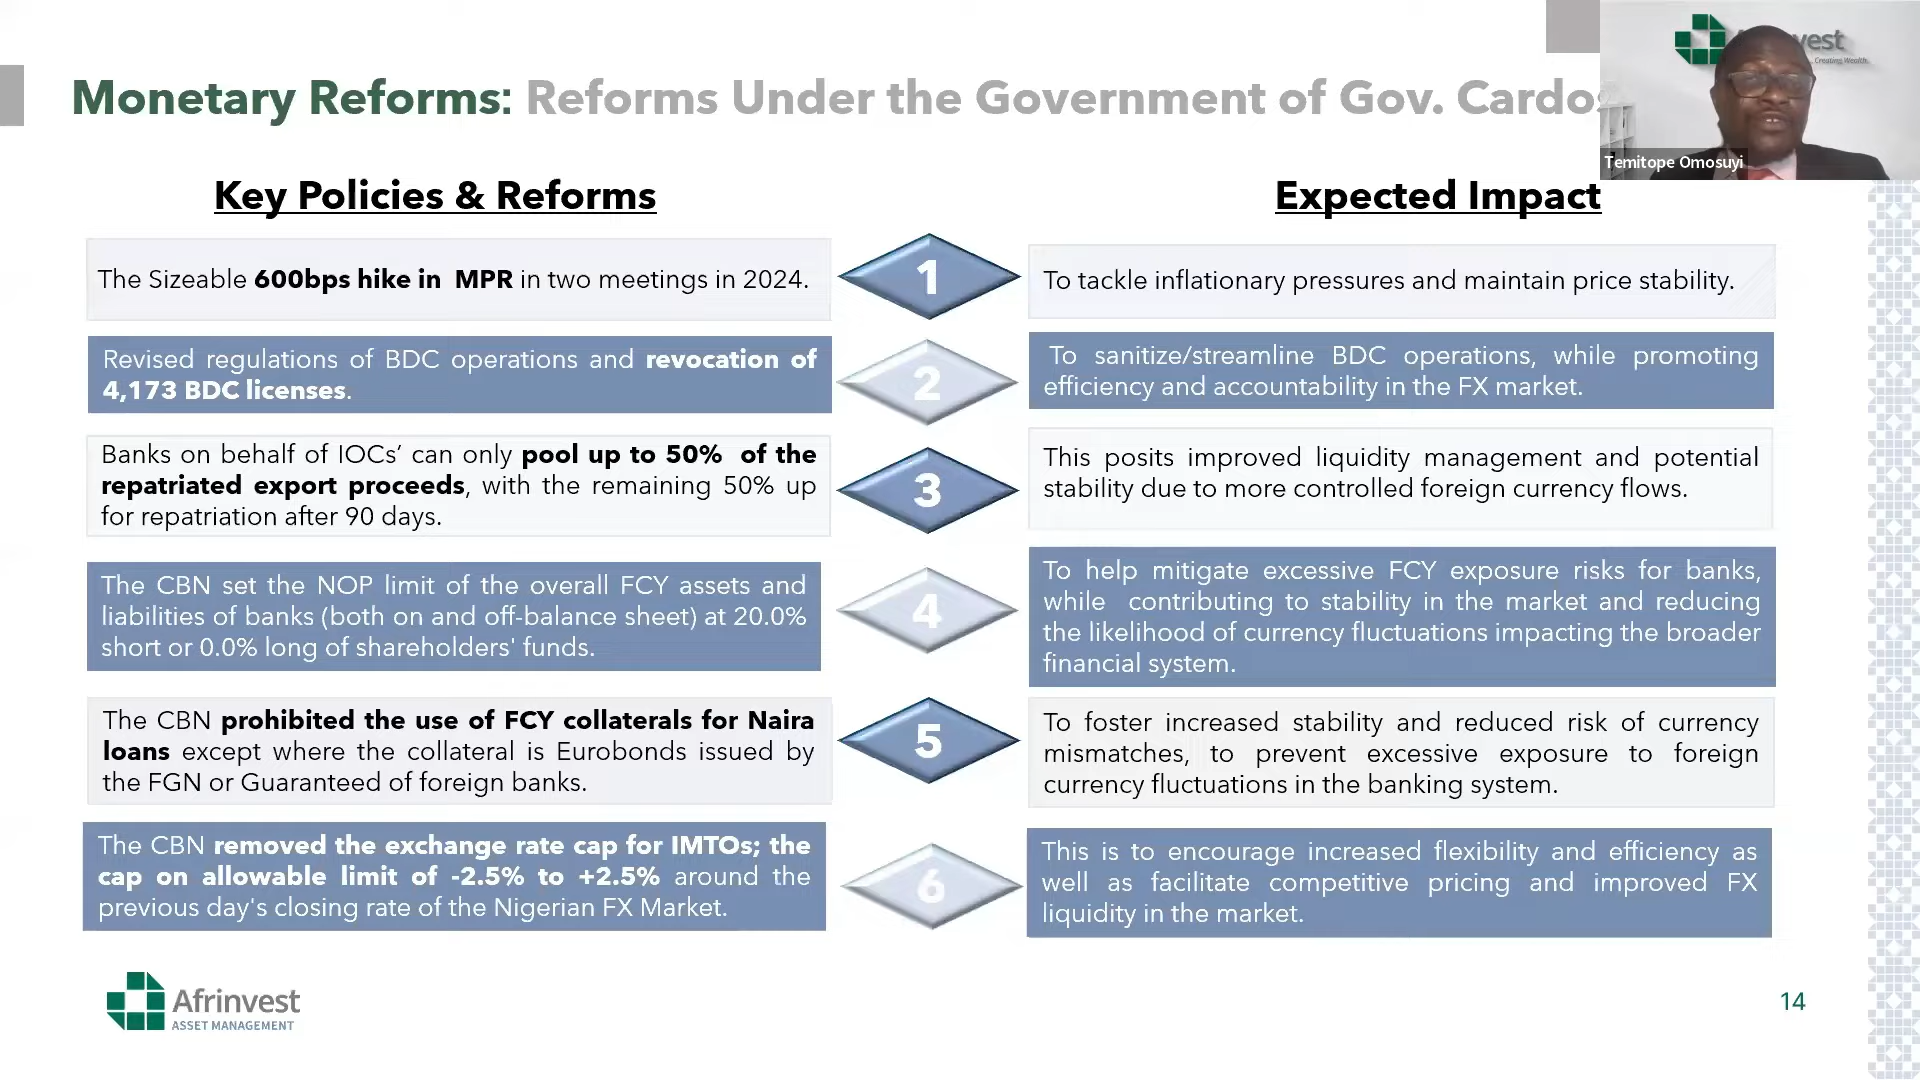 Monetary Reforms: Reforms Under the Government of Gov. Cardos
vest
Creating Wealth
Temitope Omosuyi
Key Policies & Reforms
Expected Impact
The Sizeable 600bps hike in MPR in two meetings in 2024.
1
To tackle inflationary pressures and maintain price stability.
Revised regulations of BDC operations and revocation of
4,173 BDC licenses.
2
To sanitize/streamline BDC operations, while promoting
efficiency and accountability in the FX market.
Banks on behalf of IOCs’ can only pool up to 50% of the
repatriated export proceeds, with the remaining 50% up
for repatriation after 90 days.
3
This posits improved liquidity management and potential
stability due to more controlled foreign currency flows.
The CBN set the NOP limit of the overall FCY assets and
liabilities of banks (both on and off-balance sheet) at 20.0%
short or 0.0% long of shareholders' funds.
4
To help mitigate excessive FCY exposure risks for banks,
while contributing to stability in the market and reducing
the likelihood of currency fluctuations impacting the broader
financial system.
The CBN prohibited the use of FCY collaterals for Naira
loans except where the collateral is Eurobonds issued by
the FGN or Guaranteed of foreign banks.
5
To foster increased stability and reduced risk of currency
mismatches, to prevent excessive exposure to foreign
currency fluctuations in the banking system.
The CBN removed the exchange rate cap for IMTOs; the
cap on allowable limit of -2.5% to +2.5% around the
previous day's closing rate of the Nigerian FX Market.
6
This is to encourage increased flexibility and efficiency as
well as facilitate competitive pricing and improved FX
liquidity in the market.
Afrinvest
ASSET MANAGEMENT
14